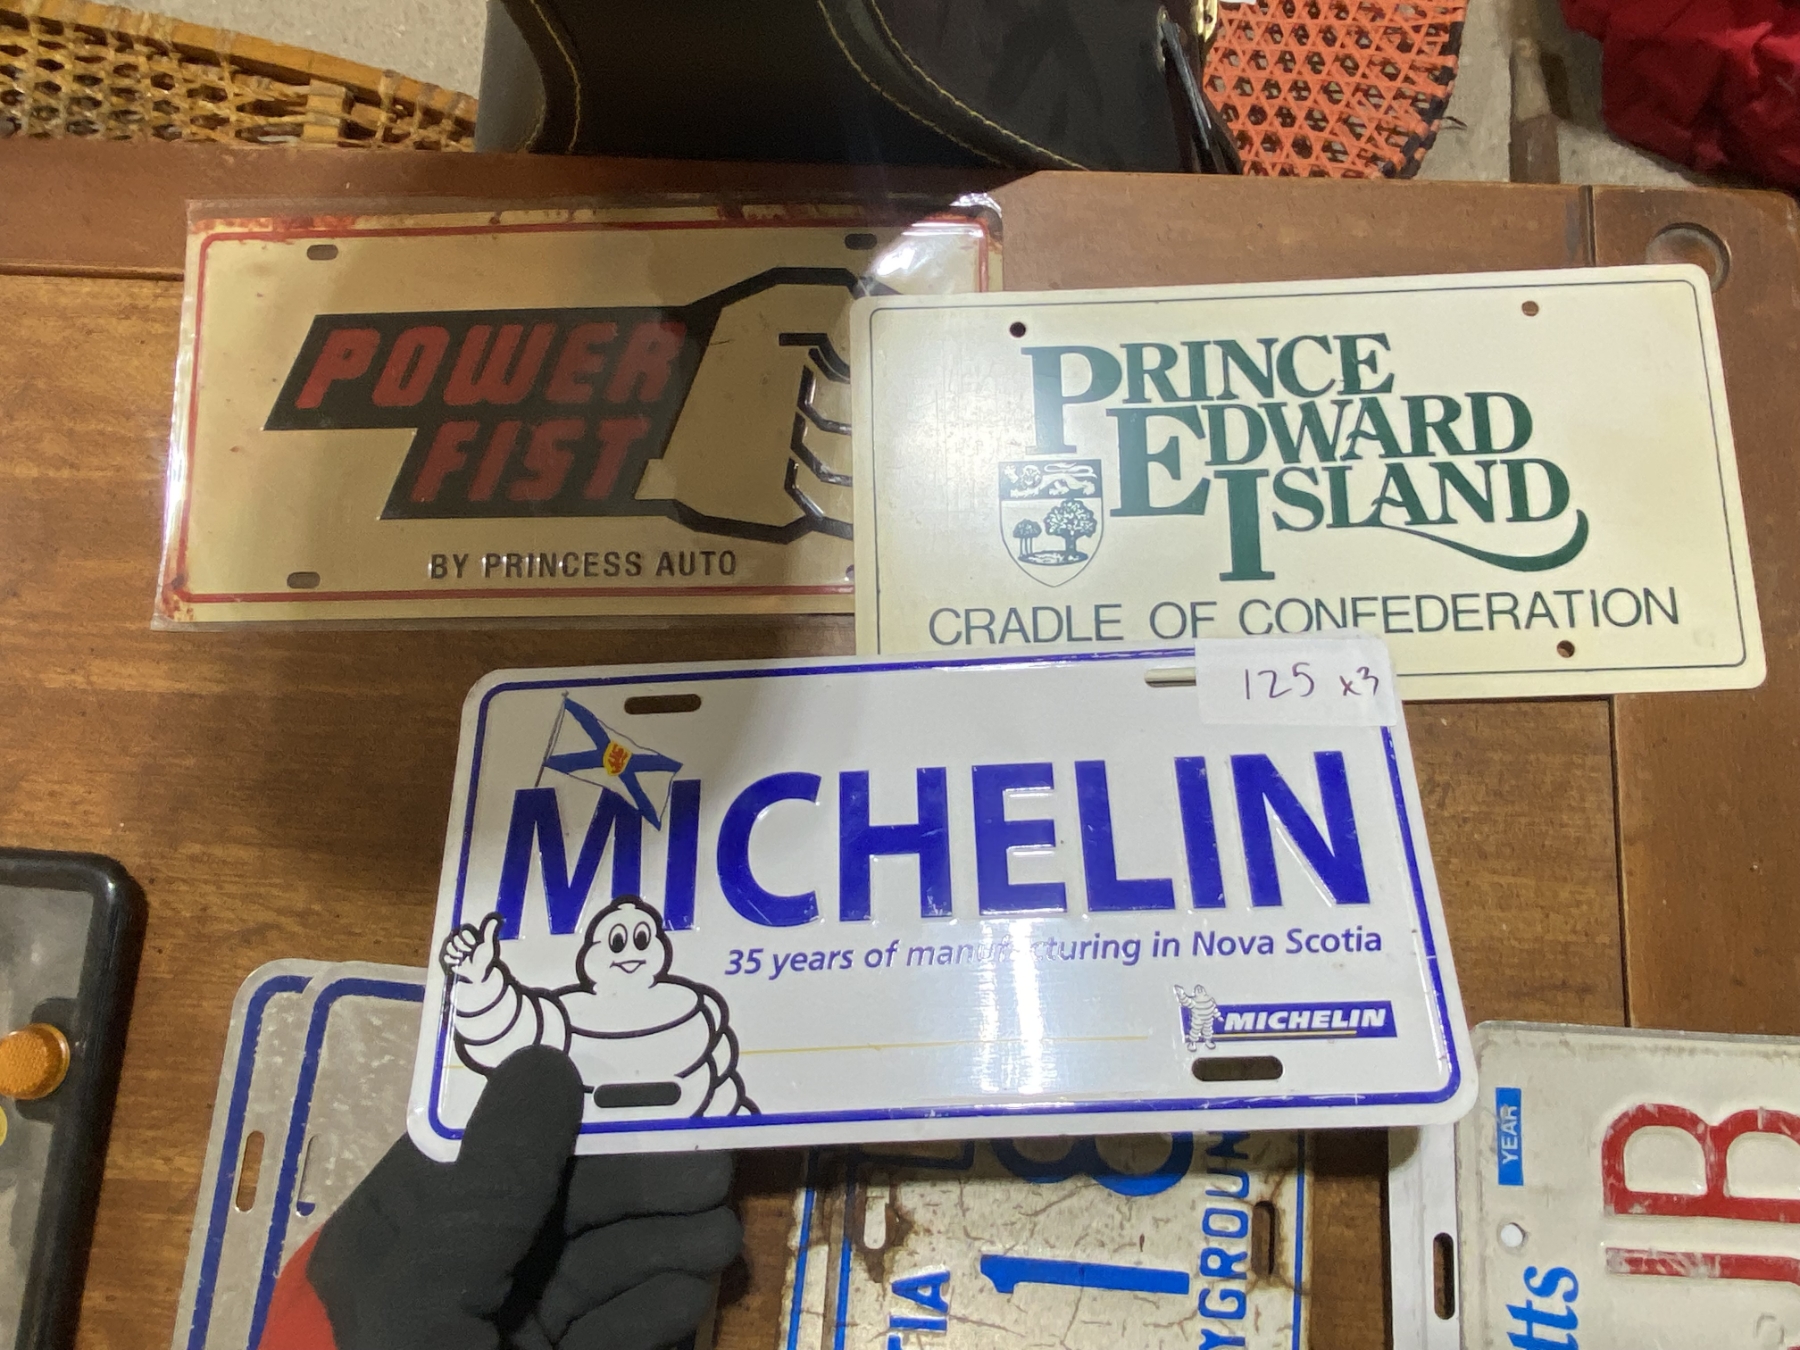 POWER
FIST
BY PRINCESS AUTO
PRINCE
EDWARD
ISLAND
CRADLE OF CONFEDERATION
125 x3
MICHELIN
35 years of manufacturing in Nova Scotia
MICHELIN
1
YEAR